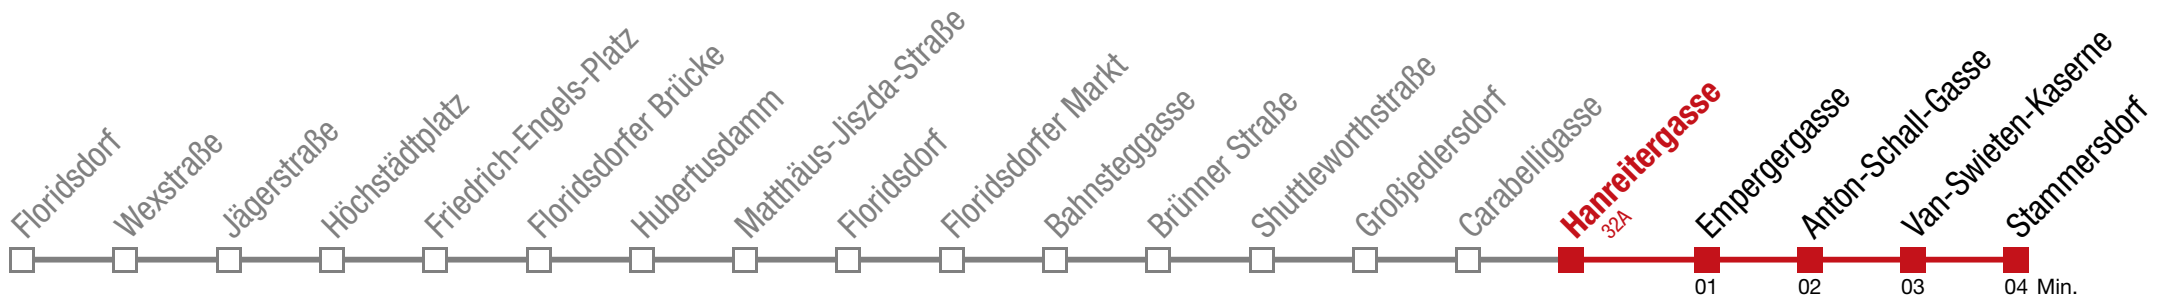 Floridsdorf
Wexstraße
Jägerstraße
Höchstädtplatz
Friedrich-Engels-Platz
Floridsdorfer Brücke
Hubertusdamm
Matthäus-Jiszda-Straße
Floridsdorf
Floridsdorfer Markt
Bahnsteggasse
Brünner Straße
Shuttleworthstraße
Großjedlersdorf
Carabelligasse
Hanreitergasse
32A
Empergergasse
Anton-Schall-Gasse
Van-Swieten-Kaserne
Stammersdorf
01 02 03 04 Min.